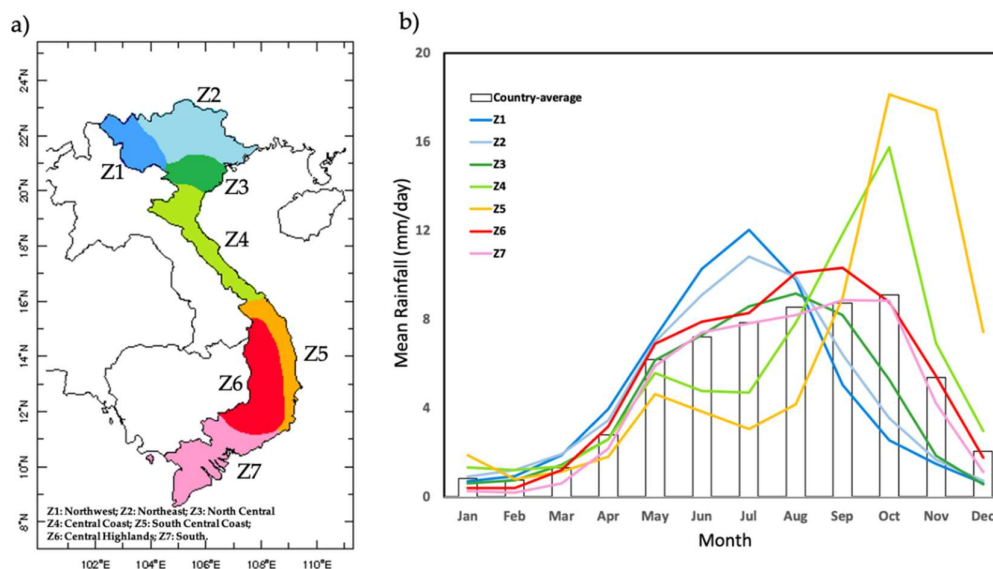 a)
24°N
22°N
20°N
18°N
16°N
14°N
12°N
10°N
8°N
Z2
Z1
Z3
Z4
Z5
Z6
Z7
Z1: Northwest; Z2: Northeast; Z3: North Central
Z4: Central Coast; Z5: South Central Coast;
Z6: Central Highlands; Z7: South.
102°E 104°E 106°E 108°E 110°E
b)
Mean Rainfall (mm/day)
20
16
12
8
4
0
Country-average
Z1
Z2
Z3
Z4
Z5
Z6
Z7
Jan Feb Mar Apr May Jun Jul Aug Sep Oct Nov Dec
Month